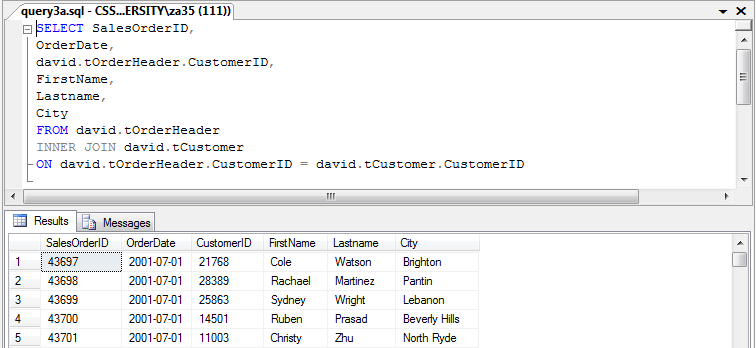 query3a.sql - CSS...ERSITY\za35 (111))
SELECT SalesOrderID,
OrderDate,
david.tOrderHeader.CustomerID,
FirstName,
Lastname,
City
FROM david.tOrderHeader
INNER JOIN david.tCustomer
ON david.tOrderHeader.CustomerID = david.tCustomer.CustomerID
Results Messages
SalesOrderID OrderDate CustomerID FirstName Lastname City
1 43697 2001-07-01 21768 Cole Watson Brighton
2 43698 2001-07-01 28389 Rachael Martinez Pantin
3 43699 2001-07-01 25863 Sydney Wright Lebanon
4 43700 2001-07-01 14501 Ruben Prasad Beverly Hills
5 43701 2001-07-01 11003 Christy Zhu North Ryde